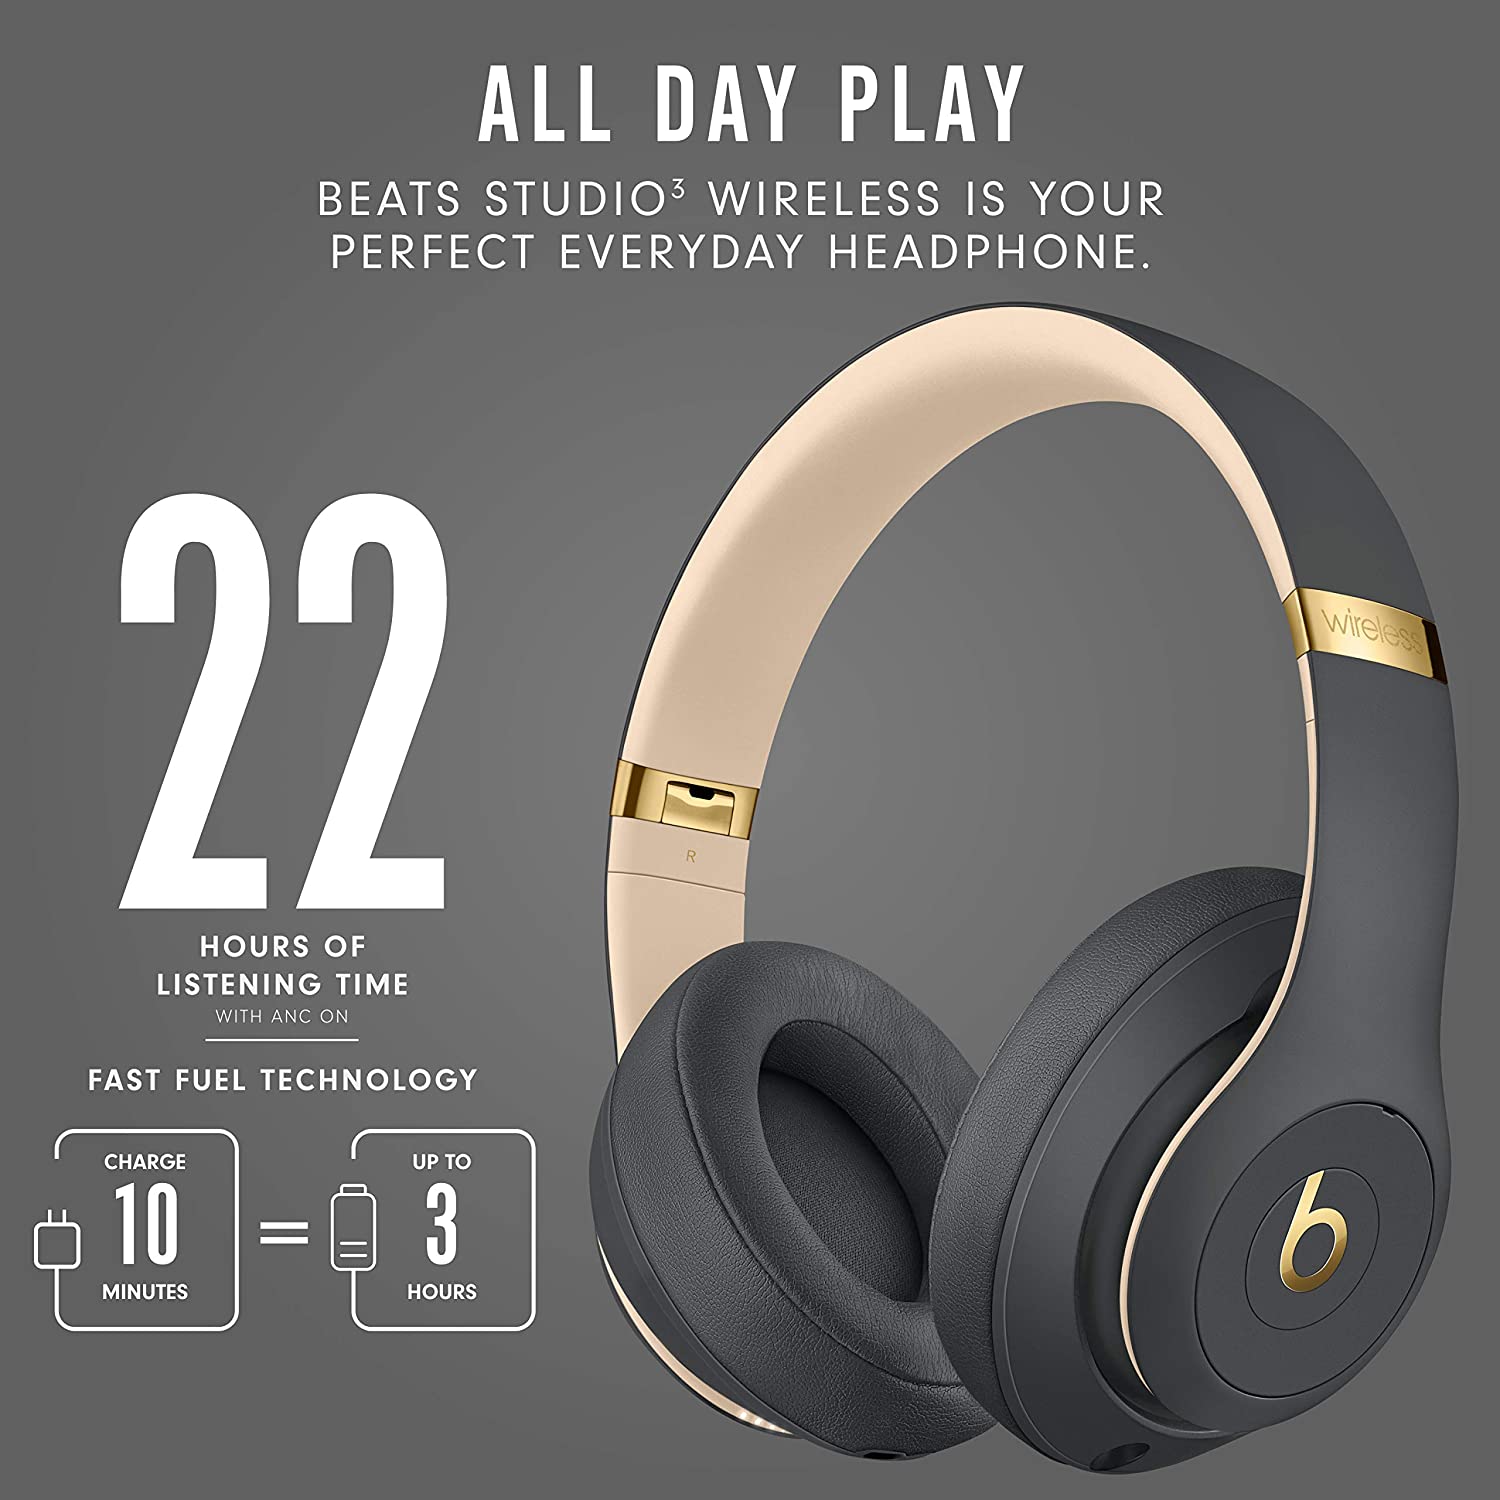 ALL DAY PLAY
BEATS STUDIO³ WIRELESS IS YOUR
PERFECT EVERYDAY HEADPHONE.
wireless
R
22
HOURS OF
LISTENING TIME
WITH ANC ON
FAST FUEL TECHNOLOGY
CHARGE
10
MINUTES
=
UP TO
3
HOURS
b